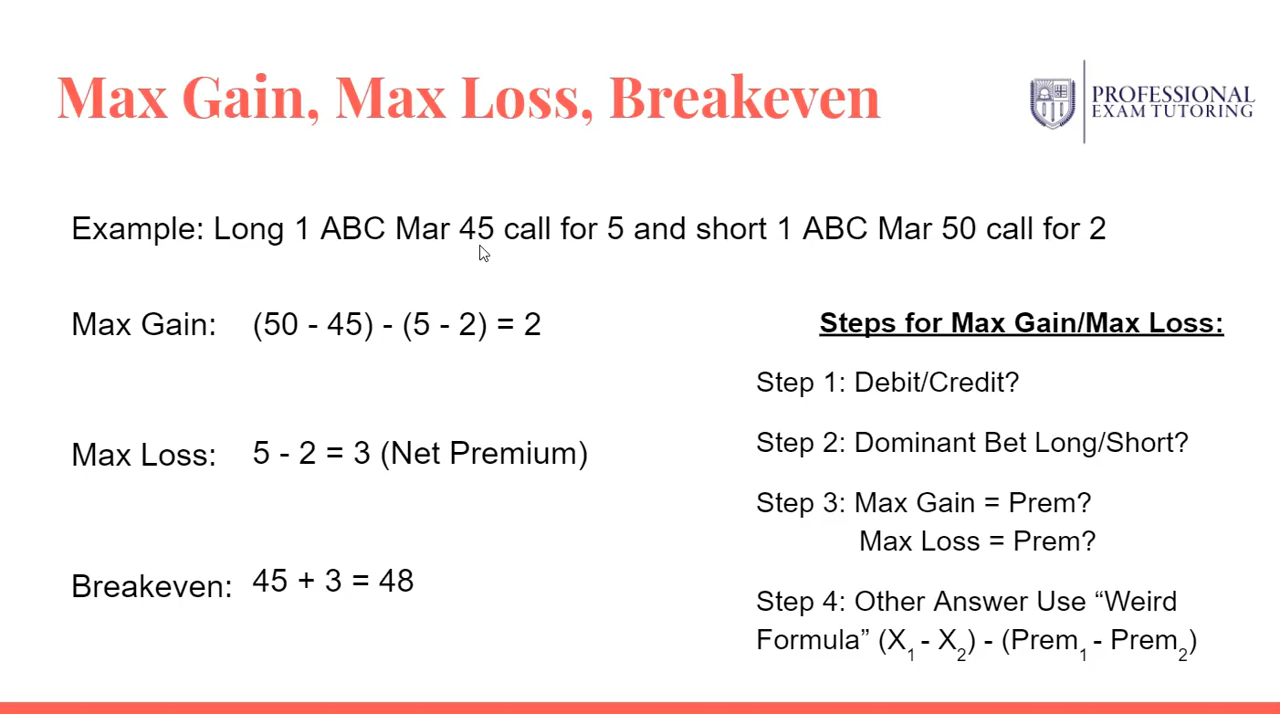 Max Gain, Max Loss, Breakeven
PROFESSIONAL
EXAM TUTORING
Example: Long 1 ABC Mar 45 call for 5 and short 1 ABC Mar 50 call for 2
Max Gain: (50 - 45) - (5 - 2) = 2
Max Loss: 5 - 2 = 3 (Net Premium)
Breakeven: 45 + 3 = 48
Steps for Max Gain/Max Loss:
Step 1: Debit/Credit?
Step 2: Dominant Bet Long/Short?
Step 3: Max Gain = Prem?
Max Loss = Prem?
Step 4: Other Answer Use “Weird
Formula” (X₁ - X₂) - (Prem₁ - Prem₂)